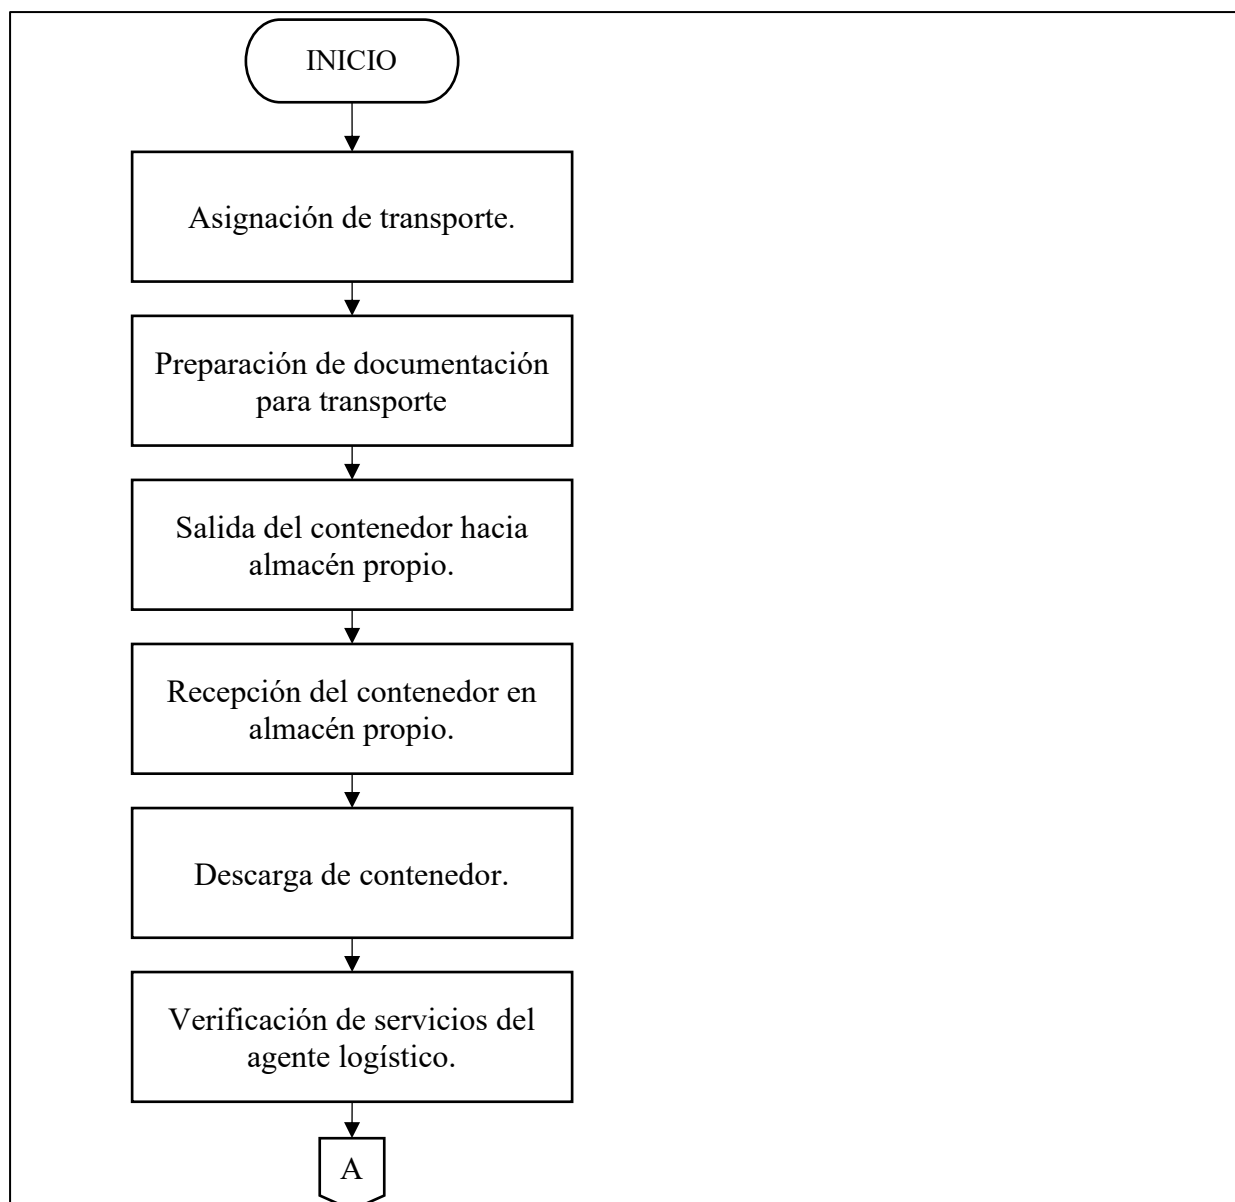 INICIO
Asignación de transporte.
Preparación de documentación
para transporte
Salida del contenedor hacia
almacén propio.
Recepción del contenedor en
almacén propio.
Descarga de contenedor.
Verificación de servicios del
agente logístico.
A